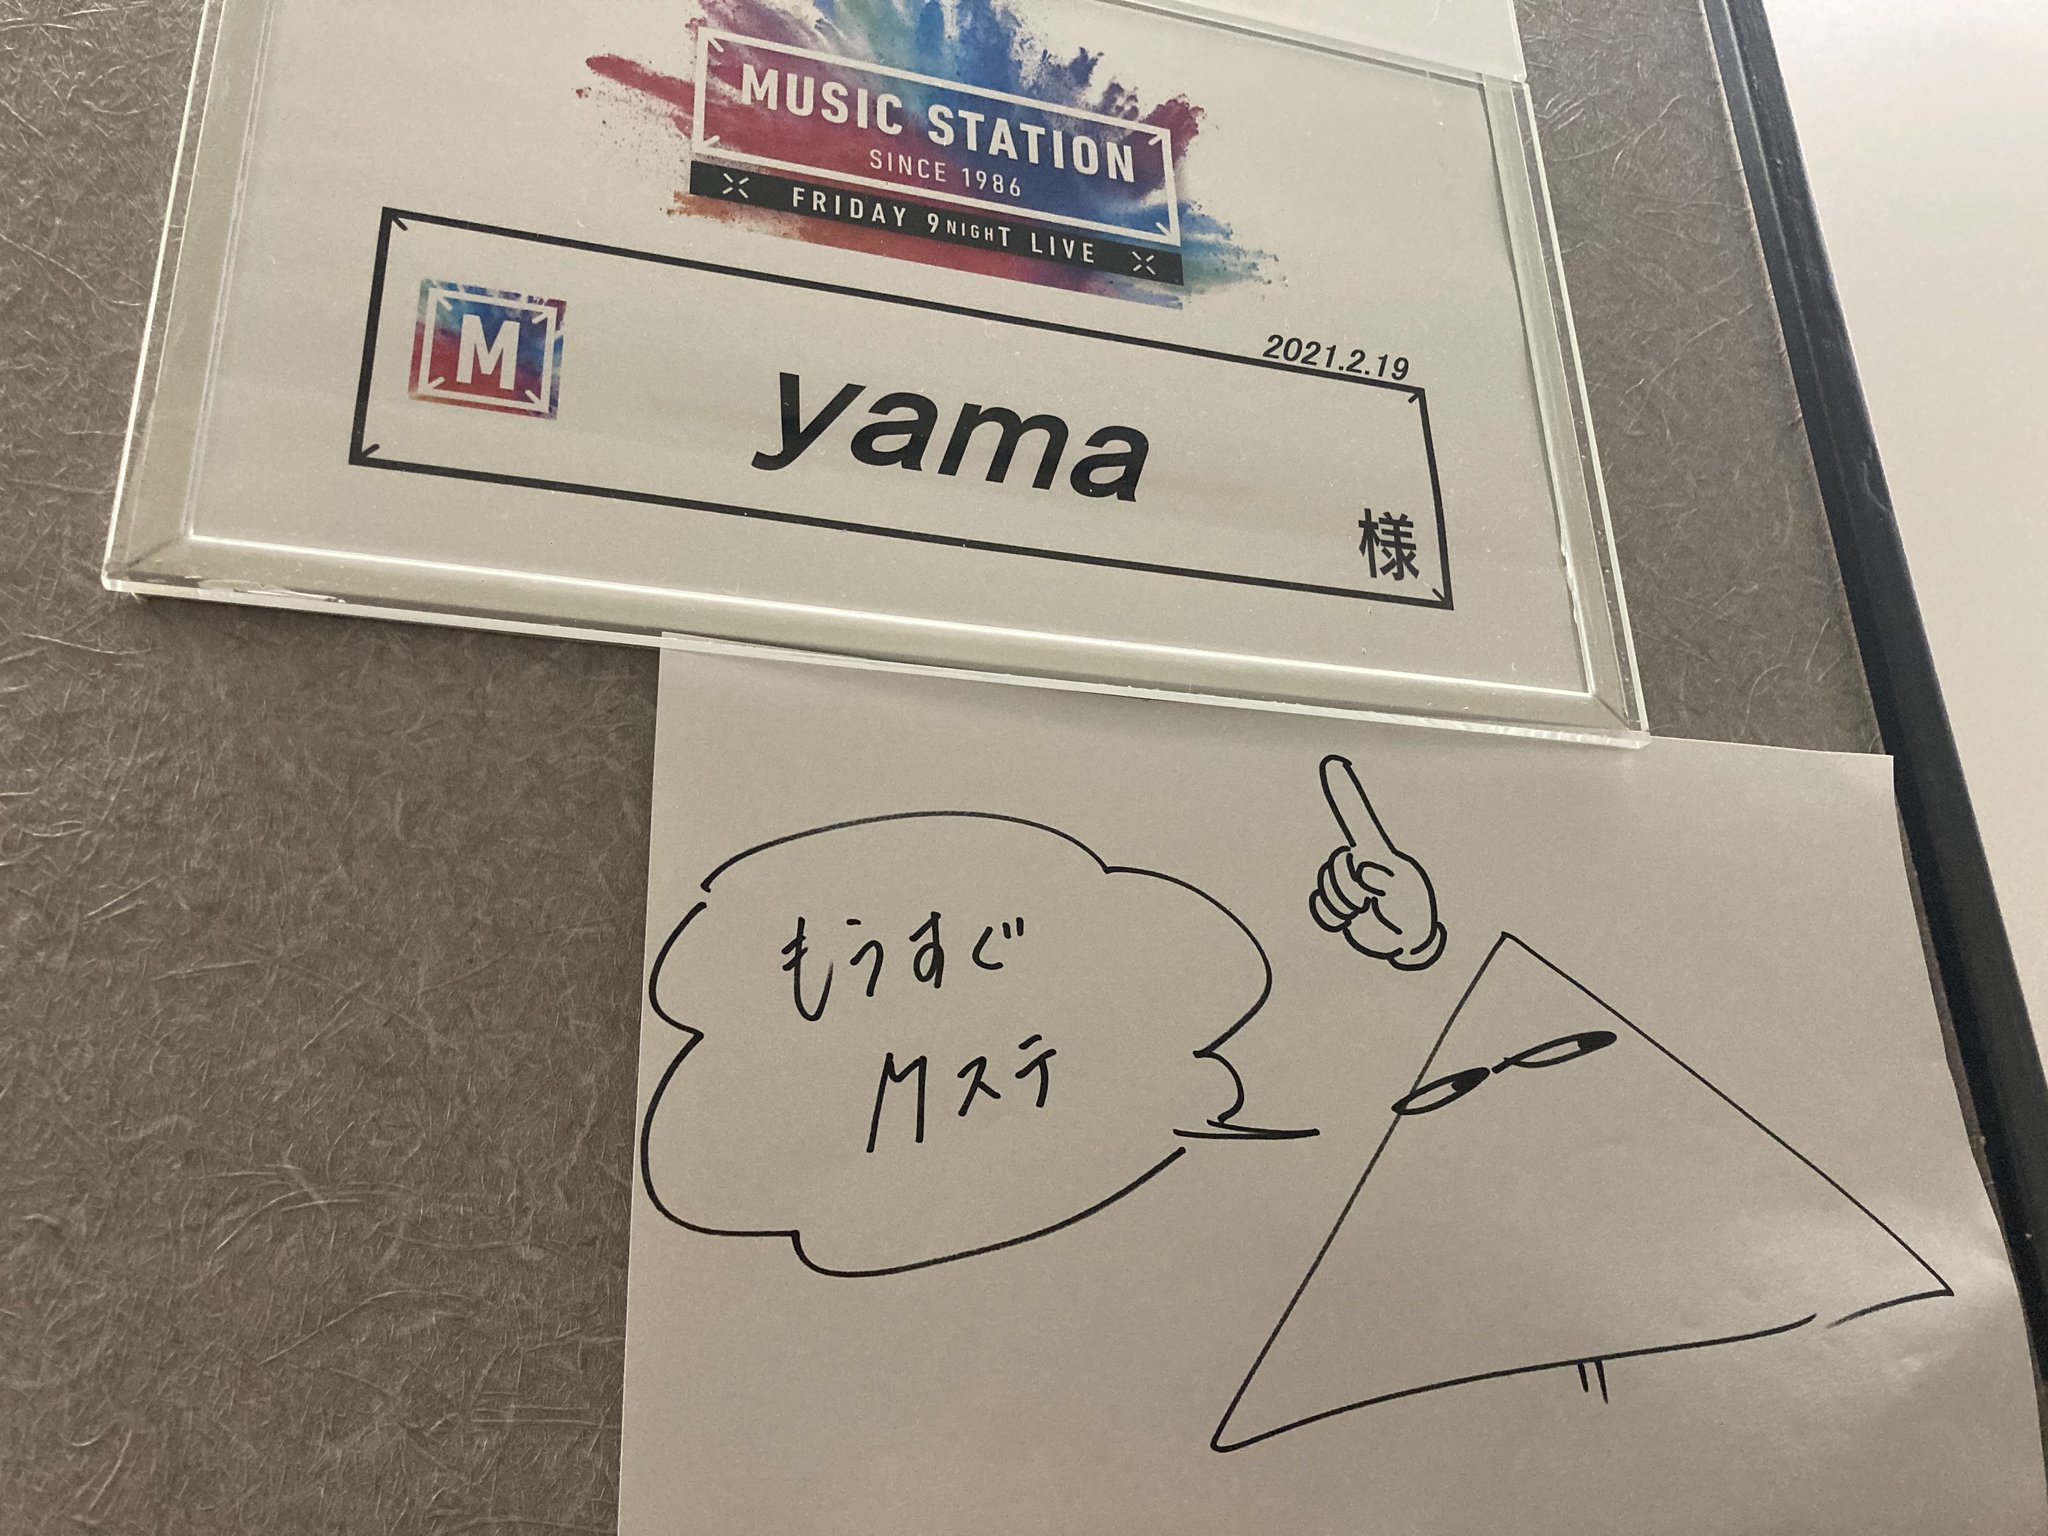 MUSIC STATION
SINCE 1986
FRIDAY 9NIGHT LIVE
2021.2.19
M
yama
様
もうすぐ
Mステ